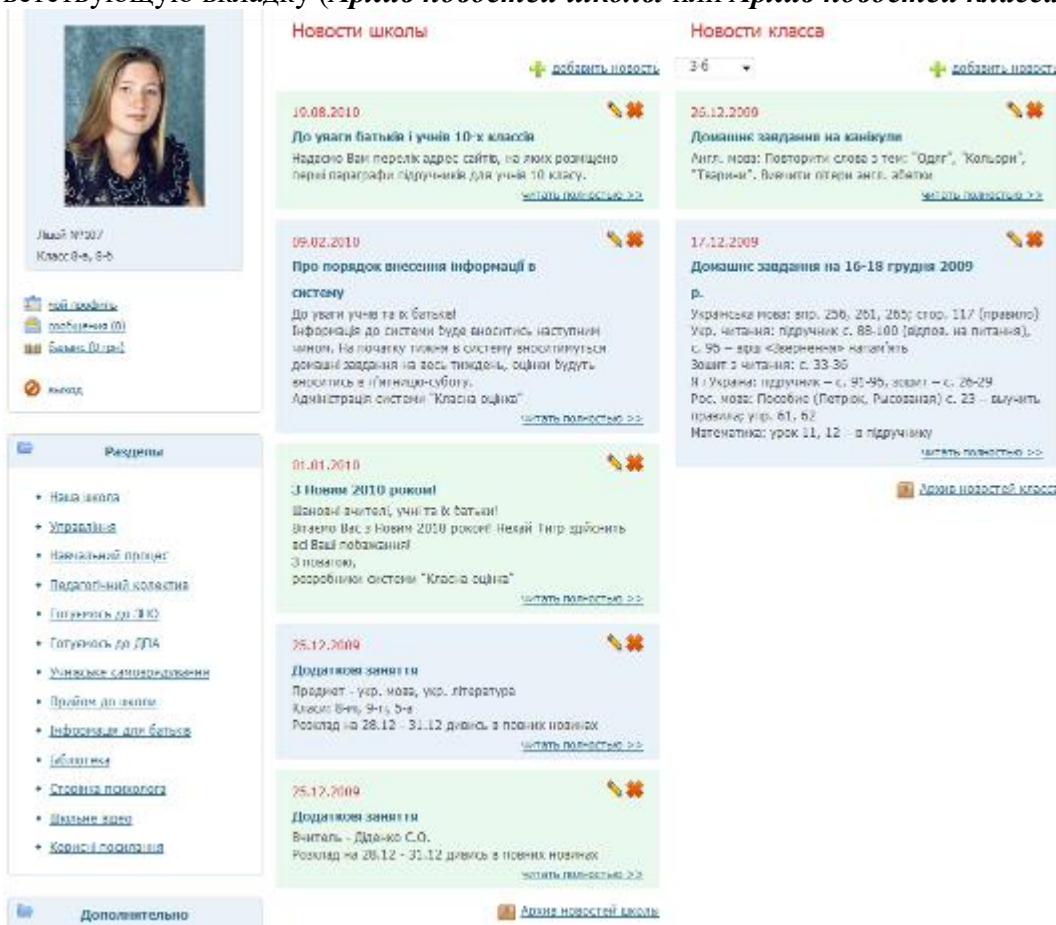 ветствующую вкладку (Архив новостей школы или Архив новостей класса
Ліцей №107
Класс 8-в, 8-б
мой профиль
сообщения (0)
баланс (0 грн)
выход
Разделы
Наша школа
Управління
Навчальний процес
Педагогічний колектив
Готуємось до ЗНО
Готуємось до ДПА
Учнівське самоврядування
Прийом до школи
Інформація для батьків
Бібліотека
Сторінка психолога
Шкільне відео
Корисні посилання
Дополнительно
Новости школы
добавить новость
19.08.2010
До уваги батьків і учнів 10-х классів
Надаємо Вам перелік адрес сайтів, на яких розміщено
перші параграфи підручників для учнів 10 класу.
читать полностью >>
09.02.2010
Про порядок внесення інформації в
систему
До уваги учнів та їх батьків!
Інформація до системи буде вноситись наступним
чином. На початку тижня в систему вноситимуться
домашні завдання на весь тиждень, оцінки будуть
вноситись в п'ятницю-суботу.
Адміністрація системи "Класна оцінка"
читать полностью >>
01.01.2010
З Новим 2010 роком!
Шановні вчителі, учні та їх батьки!
Вітаємо Вас з Новим 2010 роком! Нехай Тигр здійснить
всі Ваші побажання!
З повагою,
розробники системи "Класна оцінка"
читать полностью >>
25.12.2009
Додаткові заняття
Предмет - укр. мова, укр. література
Класи: 9-г, 5-а
Розклад на 28.12 - 31.12 дивись в повних новинах
читать полностью >>
25.12.2009
Додаткові заняття
Вчитель - Діденко С.О.
Розклад на 28.12 - 31.12 дивись в повних новинах
читать полностью >>
Архив новостей школы
Новости класса
3-б
добавить новость
26.12.2009
Домашнє завдання на канікули
Англ. мова: Повторити слова з тем: "Одяг", "Кольори",
"Тварини". Вивчити літери англ. абетки
читать полностью >>
17.12.2009
Домашнє завдання на 16-18 грудня 2009
р.
Українська мова: впр. 256, 261, 265; стор. 117 (правило)
Укр. читання: підручник с. 88-100 (відпов. на питання),
с. 95 – вірш «Звернення» напам'ять
Зошит з читання: с. 33-36
Я і Україна: підручник – с. 91-95, зошит – с. 26-29
Рос. мова: Пособие (Петрюк, Рысованая) с. 23 – выучить
правила; упр. 61, 62
Математика: урок 11, 12 – в підручнику
читать полностью >>
Архив новостей класса